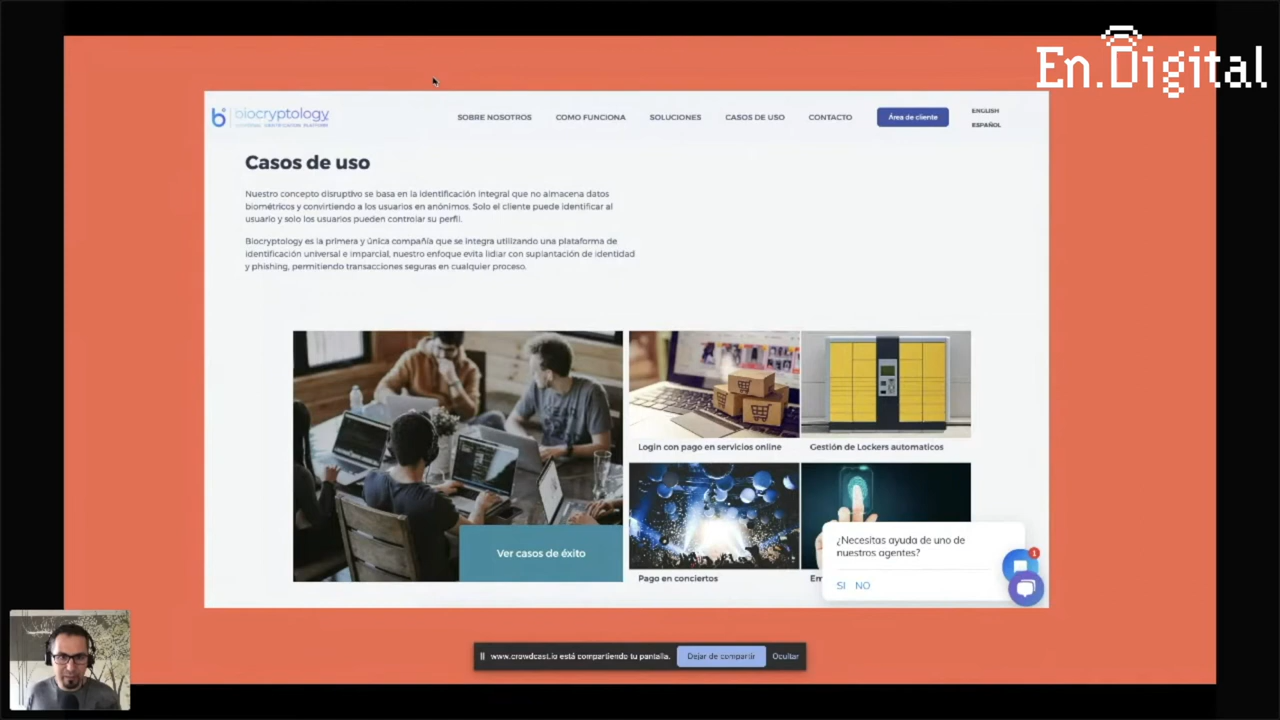 En.Digital
biocryptology
UNIVERSAL CERTIFICATION PLATFORM
SOBRE NOSOTROS
COMO FUNCIONA
SOLUCIONES
CASOS DE USO
CONTACTO
Área de cliente
ENGLISH
ESPAÑOL
Casos de uso
Nuestro concepto disruptivo se basa en la identificación integral que no almacena datos
biométricos y convirtiendo a los usuarios en anónimos. Solo el cliente puede identificar al
usuario y solo los usuarios pueden controlar su perfil.
Biocryptology es la primera y única compañía que se integra utilizando una plataforma de
identificación universal e imparcial, nuestro enfoque evita lidiar con suplantación de identidad
y phishing, permitiendo transacciones seguras en cualquier proceso.
Ver casos de éxito
Login con pago en servicios online
Gestión de Lockers automaticos
Pago en conciertos
¿Necesitas ayuda de uno de
nuestros agentes?
SI NO
1
www.crowdcast.io está compartiendo tu pantalla.
Dejar de compartir
Ocultar